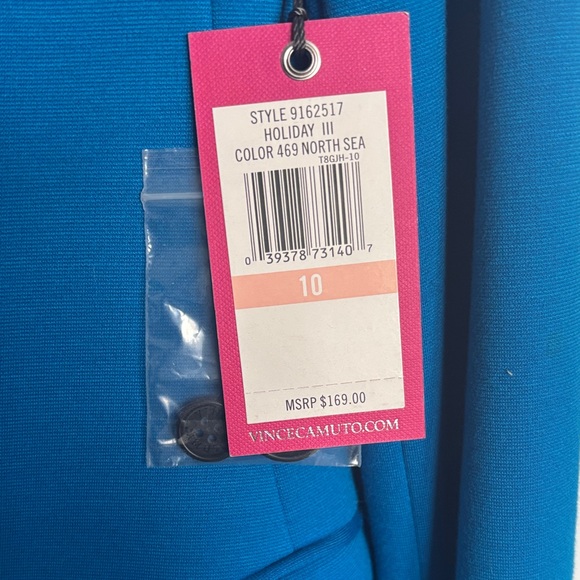 STYLE 9162517
HOLIDAY III
COLOR 469 NORTH SEA
T8GJH-10
0 39378 73140 7
10
MSRP $169.00
VINCECAMUTO.COM